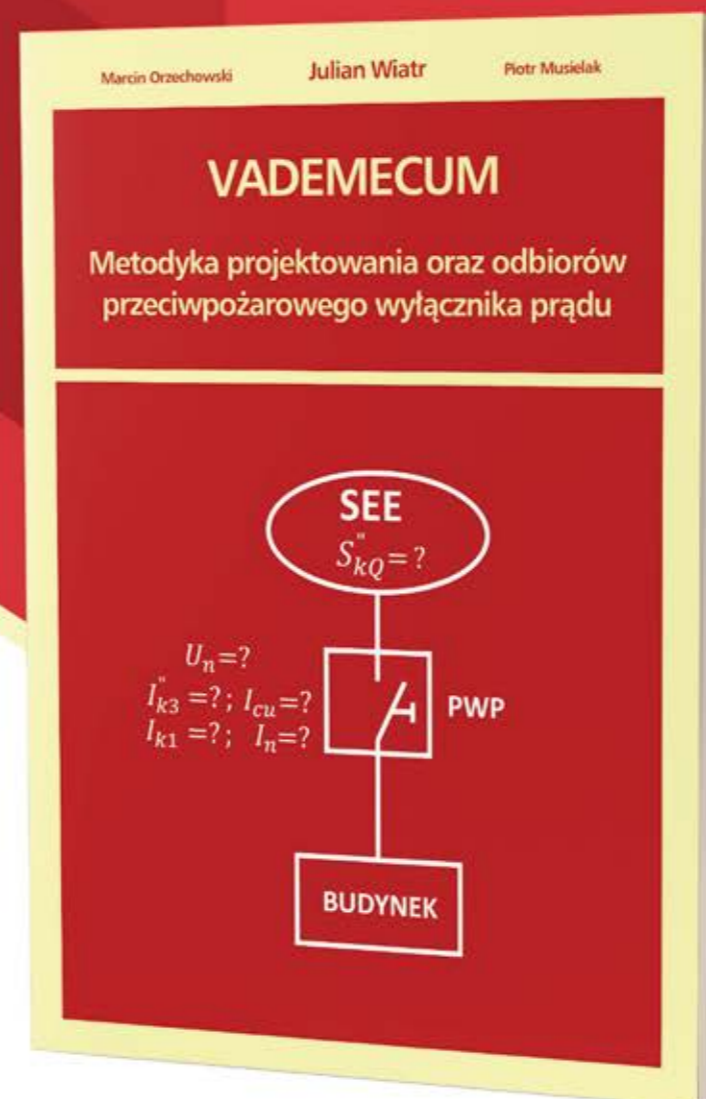 Marcin Orzechowski Julian Wiatr Piotr Musielak
VADEMECUM
Metodyka projektowania oraz odbiorów
przeciwpożarowego wyłącznika prądu
SEE
S"kQ=?
Un=?
I"k3 =?; Icu=?
Ik1 =?; In=?
PWP
BUDYNEK